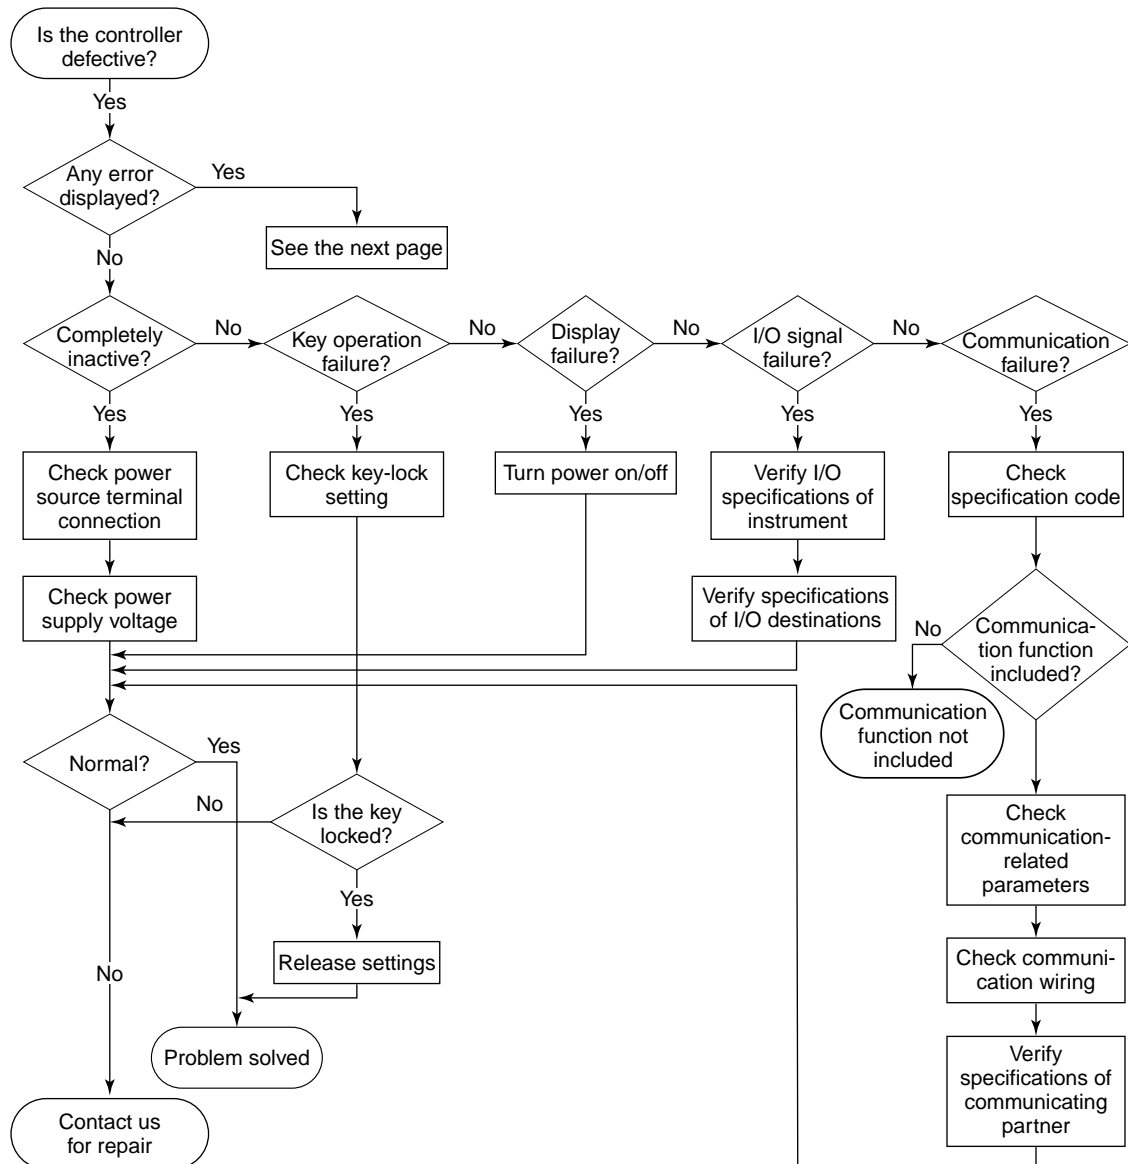 Is the controller
defective?
Yes
Any error
displayed?
Yes
See the next page
No
Completely
inactive?
No
Key operation
failure?
No
Display
failure?
No
I/O signal
failure?
No
Communication
failure?
Yes
Yes
Yes
Yes
Yes
Check power
source terminal
connection
Check key-lock
setting
Turn power on/off
Verify I/O
specifications of
instrument
Check
specification code
Check power
supply voltage
Verify specifications
of I/O destinations
No
Communica-
tion function
included?
Communication
function not
included
Normal?
Yes
No
Is the key
locked?
Check
communication-
related
parameters
Yes
Release settings
No
Check communi-
cation wiring
Problem solved
Verify
specifications of
communicating
partner
Contact us
for repair